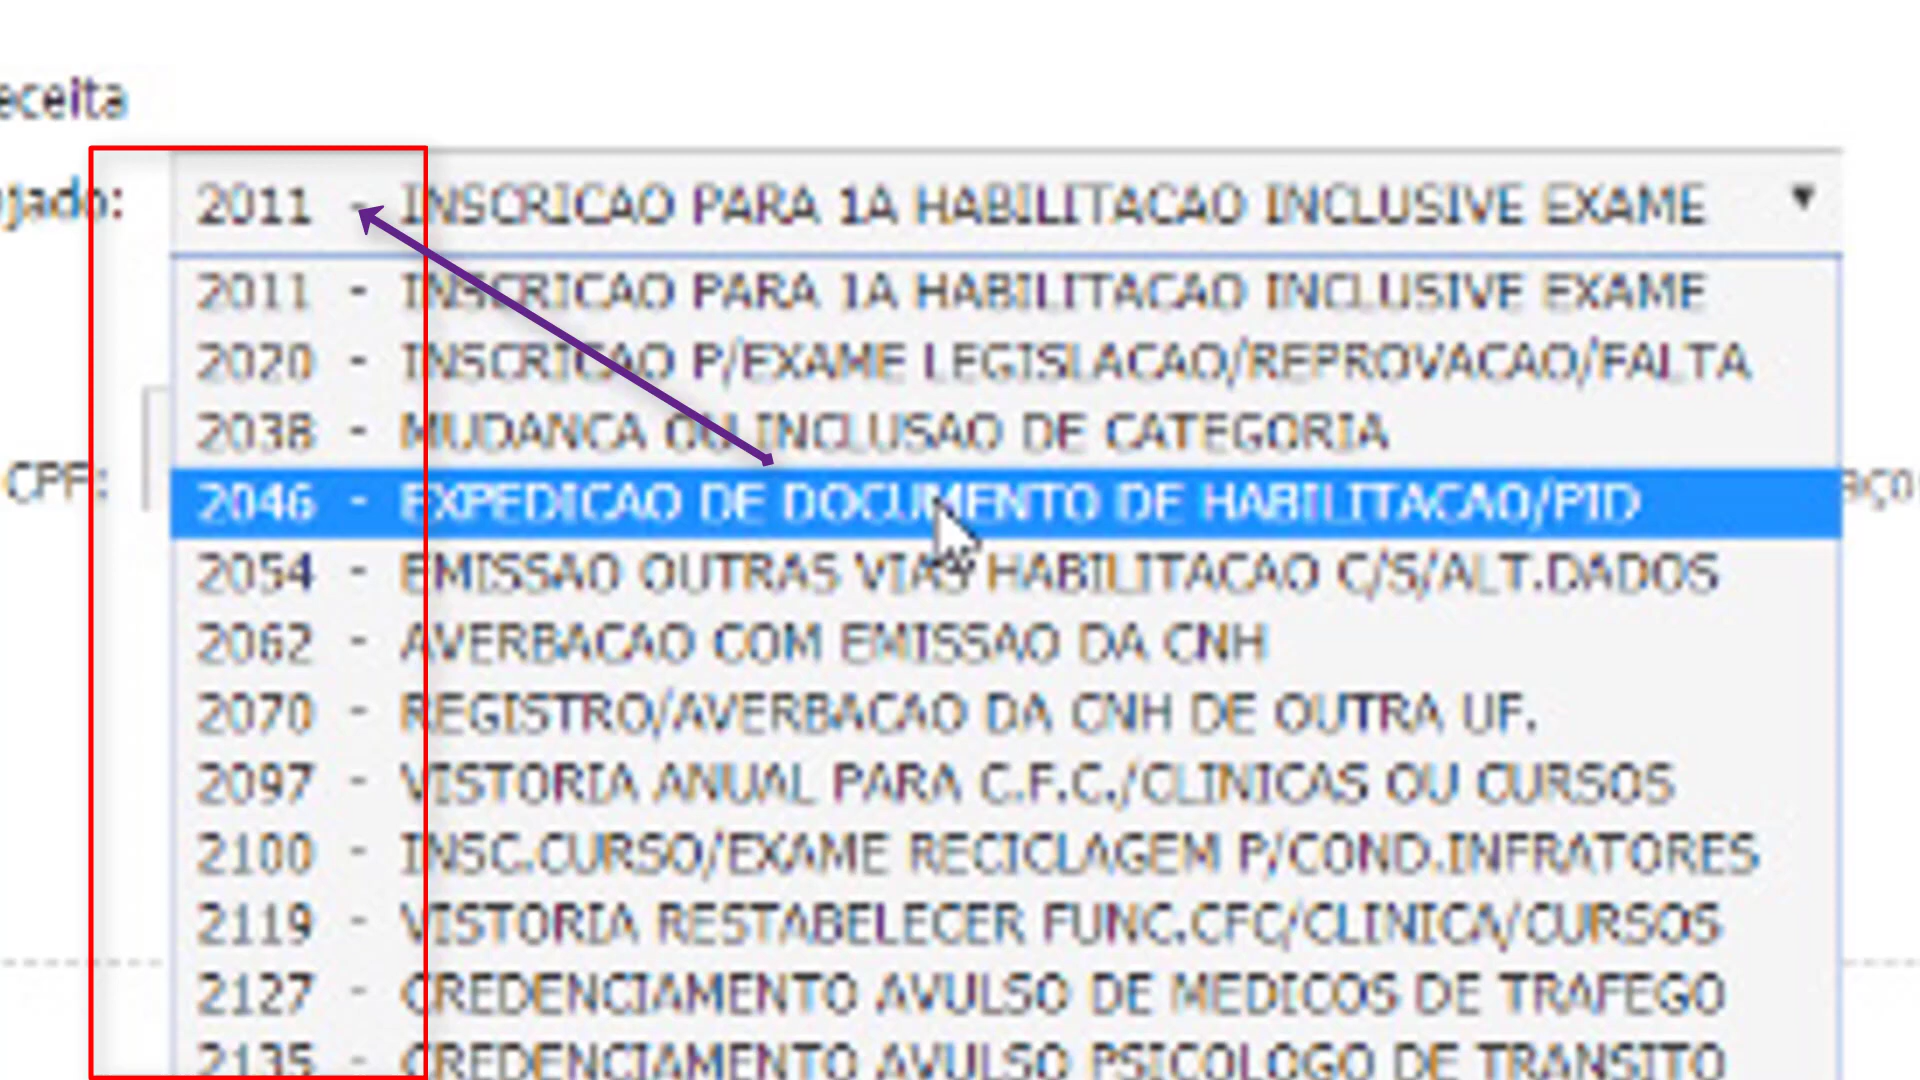 eceita
ejado:
2011 - INSCRICAO PARA 1A HABILITACAO INCLUSIVE EXAME
2011 - INSCRICAO PARA 1A HABILITACAO INCLUSIVE EXAME
2020 - INSCRICAO P/EXAME LEGISLACAO/REPROVACAO/FALTA
2038 - MUDANCA OU INCLUSAO DE CATEGORIA
CPF:
2046 - EXPEDICAO DE DOCUMENTO DE HABILITACAO/PID
2054 - EMISSAO OUTRAS VIAS HABILITACAO C/S/ALT.DADOS
2062 - AVERBACAO COM EMISSAO DA CNH
2070 - REGISTRO/AVERBACAO DA CNH DE OUTRA UF.
2097 - VISTORIA ANUAL PARA C.F.C./CLINICAS OU CURSOS
2100 - INSC.CURSO/EXAME RECICLAGEM P/COND.INFRATORES
2119 - VISTORIA RESTABELECER FUNC.CFC/CLINICA/CURSOS
2127 - CREDENCIAMENTO AVULSO DE MEDICOS DE TRAFEGO
2135 - CREDENCIAMENTO AVULSO PSICOLOGO DE TRANSITO